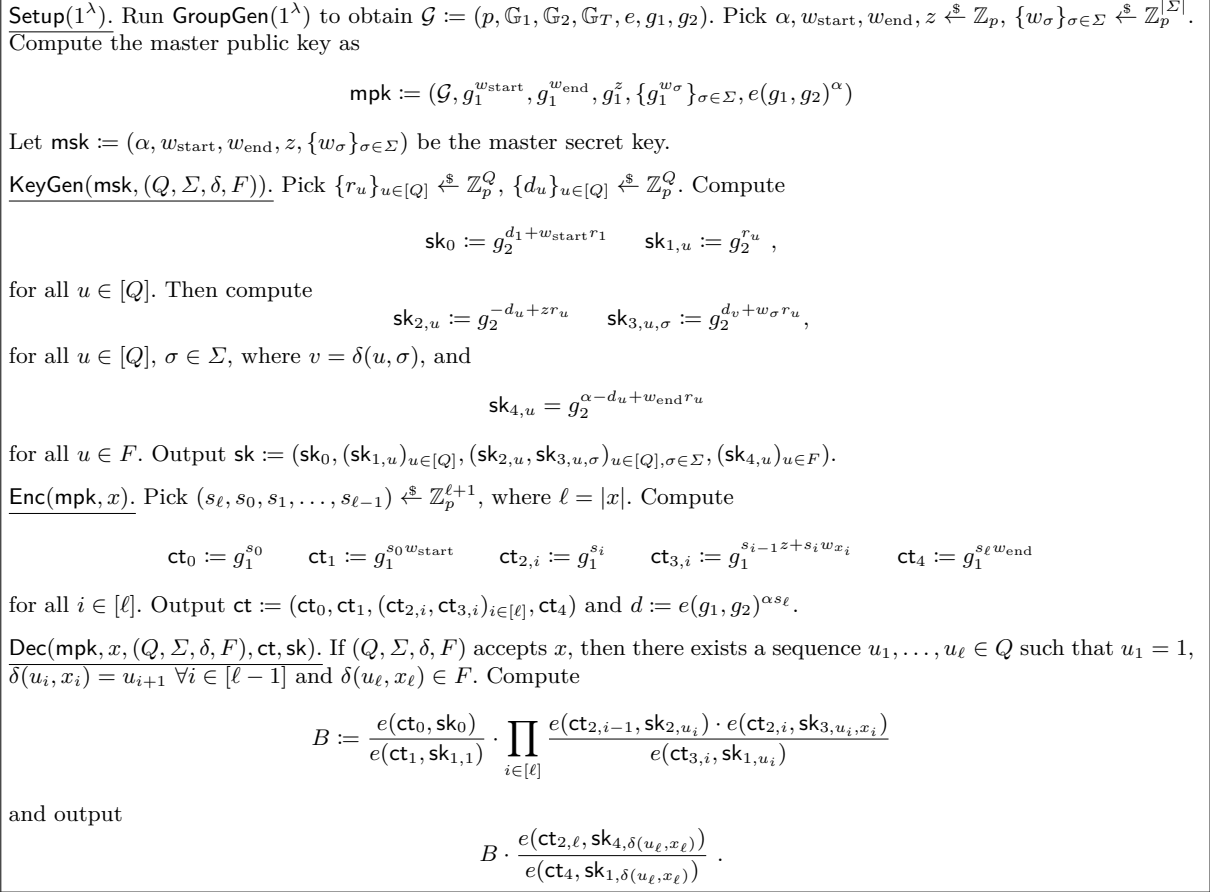 Setup(1^λ). Run GroupGen(1^λ) to obtain 𝒢 := (p, 𝔾_1, 𝔾_2, 𝔾_T, e, g_1, g_2). Pick α, w_start, w_end, z ←$ ℤ_p, {w_σ}_{σ∈Σ} ←$ ℤ_p^{|Σ|}.
Compute the master public key as
mpk := (𝒢, g_1^{w_start}, g_1^{w_end}, g_1^z, {g_1^{w_σ}}_{σ∈Σ}, e(g_1, g_2)^α)
Let msk := (α, w_start, w_end, z, {w_σ}_{σ∈Σ}) be the master secret key.
KeyGen(msk, (Q, Σ, δ, F)). Pick {r_u}_{u∈[Q]} ←$ ℤ_p^Q, {d_u}_{u∈[Q]} ←$ ℤ_p^Q. Compute
sk_0 := g_2^{d_1+w_start r_1} sk_{1,u} := g_2^{r_u} ,
for all u ∈ [Q]. Then compute
sk_{2,u} := g_2^{-d_u+zr_u} sk_{3,u,σ} := g_2^{d_v+w_σ r_u},
for all u ∈ [Q], σ ∈ Σ, where v = δ(u, σ), and
sk_{4,u} = g_2^{α-d_u+w_end r_u}
for all u ∈ F. Output sk := (sk_0, (sk_{1,u})_{u∈[Q]}, (sk_{2,u}, sk_{3,u,σ})_{u∈[Q],σ∈Σ}, (sk_{4,u})_{u∈F}).
Enc(mpk, x). Pick (s_ℓ, s_0, s_1, . . . , s_{ℓ-1}) ←$ ℤ_p^{ℓ+1}, where ℓ = |x|. Compute
ct_0 := g_1^{s_0} ct_1 := g_1^{s_0 w_start} ct_{2,i} := g_1^{s_i} ct_{3,i} := g_1^{s_{i-1}z+s_i w_{x_i}} ct_4 := g_1^{s_ℓ w_end}
for all i ∈ [ℓ]. Output ct := (ct_0, ct_1, (ct_{2,i}, ct_{3,i})_{i∈[ℓ]}, ct_4) and d := e(g_1, g_2)^{αs_ℓ}.
Dec(mpk, x, (Q, Σ, δ, F), ct, sk). If (Q, Σ, δ, F) accepts x, then there exists a sequence u_1, . . . , u_ℓ ∈ Q such that u_1 = 1,
δ(u_i, x_i) = u_{i+1} ∀i ∈ [ℓ − 1] and δ(u_ℓ, x_ℓ) ∈ F. Compute
B := \frac{e(ct_0, sk_0)}{e(ct_1, sk_{1,1})} · ∏_{i∈[ℓ]} \frac{e(ct_{2,i-1}, sk_{2,u_i}) · e(ct_{2,i}, sk_{3,u_i,x_i})}{e(ct_{3,i}, sk_{1,u_i})}
and output
B · \frac{e(ct_{2,ℓ}, sk_{4,δ(u_ℓ,x_ℓ)})}{e(ct_4, sk_{1,δ(u_ℓ,x_ℓ)})} .